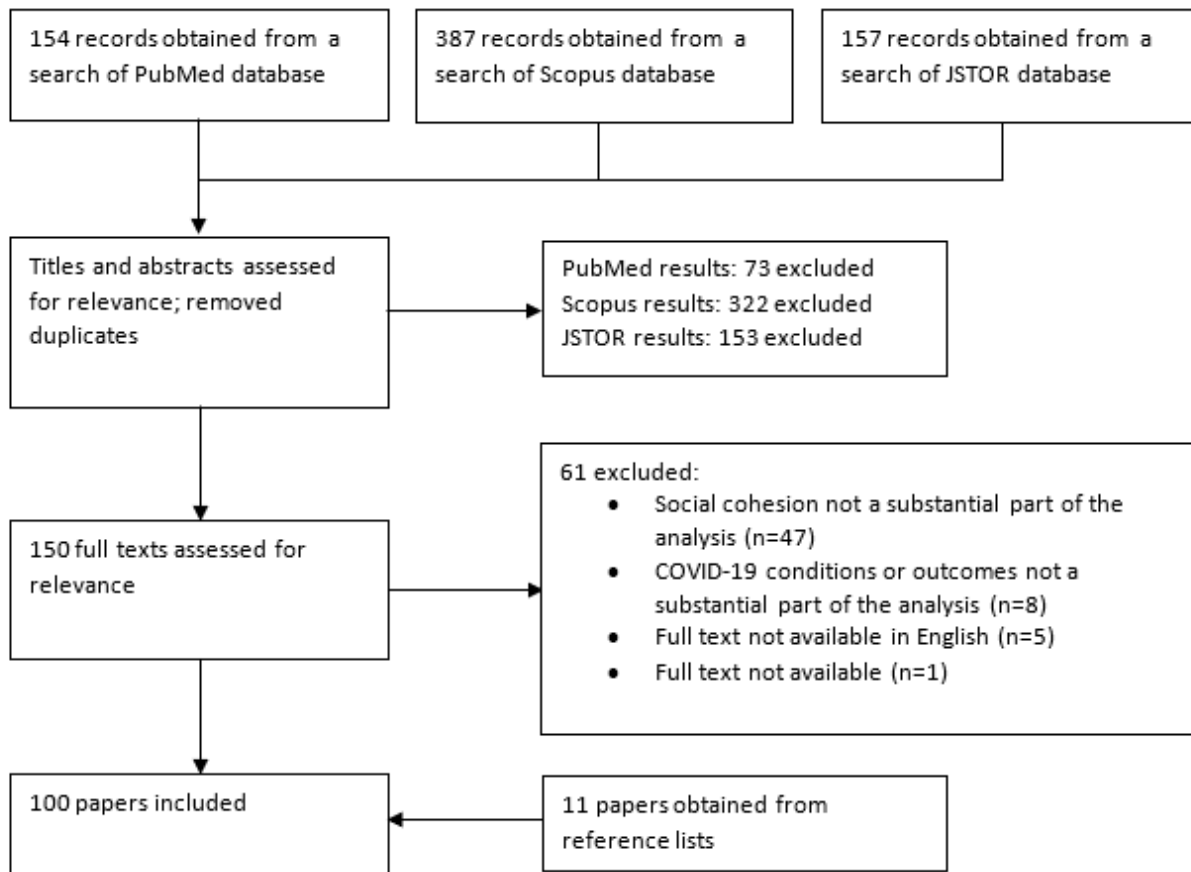 154 records obtained from a
search of PubMed database
387 records obtained from a
search of Scopus database
157 records obtained from a
search of JSTOR database
Titles and abstracts assessed
for relevance; removed
duplicates
PubMed results: 73 excluded
Scopus results: 322 excluded
JSTOR results: 153 excluded
61 excluded:
• Social cohesion not a substantial part of the
analysis (n=47)
• COVID-19 conditions or outcomes not a
substantial part of the analysis (n=8)
• Full text not available in English (n=5)
• Full text not available (n=1)
150 full texts assessed for
relevance
100 papers included
11 papers obtained from
reference lists